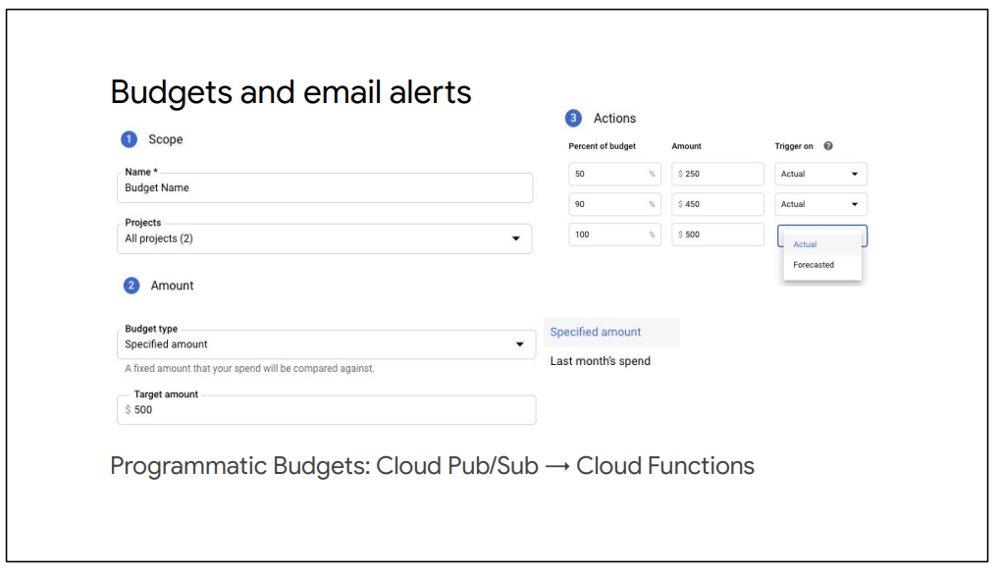 Budgets and email alerts
1 Scope
Name *
Budget Name
Projects
All projects (2)
2 Amount
Budget type
Specified amount
A fixed amount that your spend will be compared against.
Target amount
$ 500
Specified amount
Last month's spend
3 Actions
Percent of budget Amount Trigger on ?
50 % $ 250 Actual
90 % $ 450 Actual
100 % $ 500
Actual
Forecasted
Programmatic Budgets: Cloud Pub/Sub → Cloud Functions